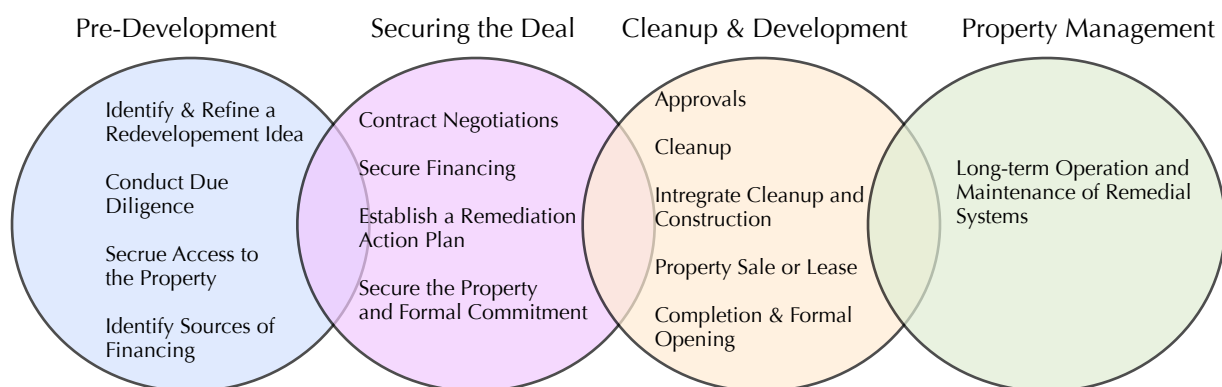 Pre-Development
Securing the Deal
Cleanup & Development
Property Management
Identify & Refine a
Redevelopement Idea
Conduct Due
Diligence
Secrue Access to
the Property
Identify Sources of
Financing
Contract Negotiations
Secure Financing
Establish a Remediation
Action Plan
Secure the Property
and Formal Commitment
Approvals
Cleanup
Intregrate Cleanup and
Construction
Property Sale or Lease
Completion & Formal
Opening
Long-term Operation and
Maintenance of Remedial
Systems